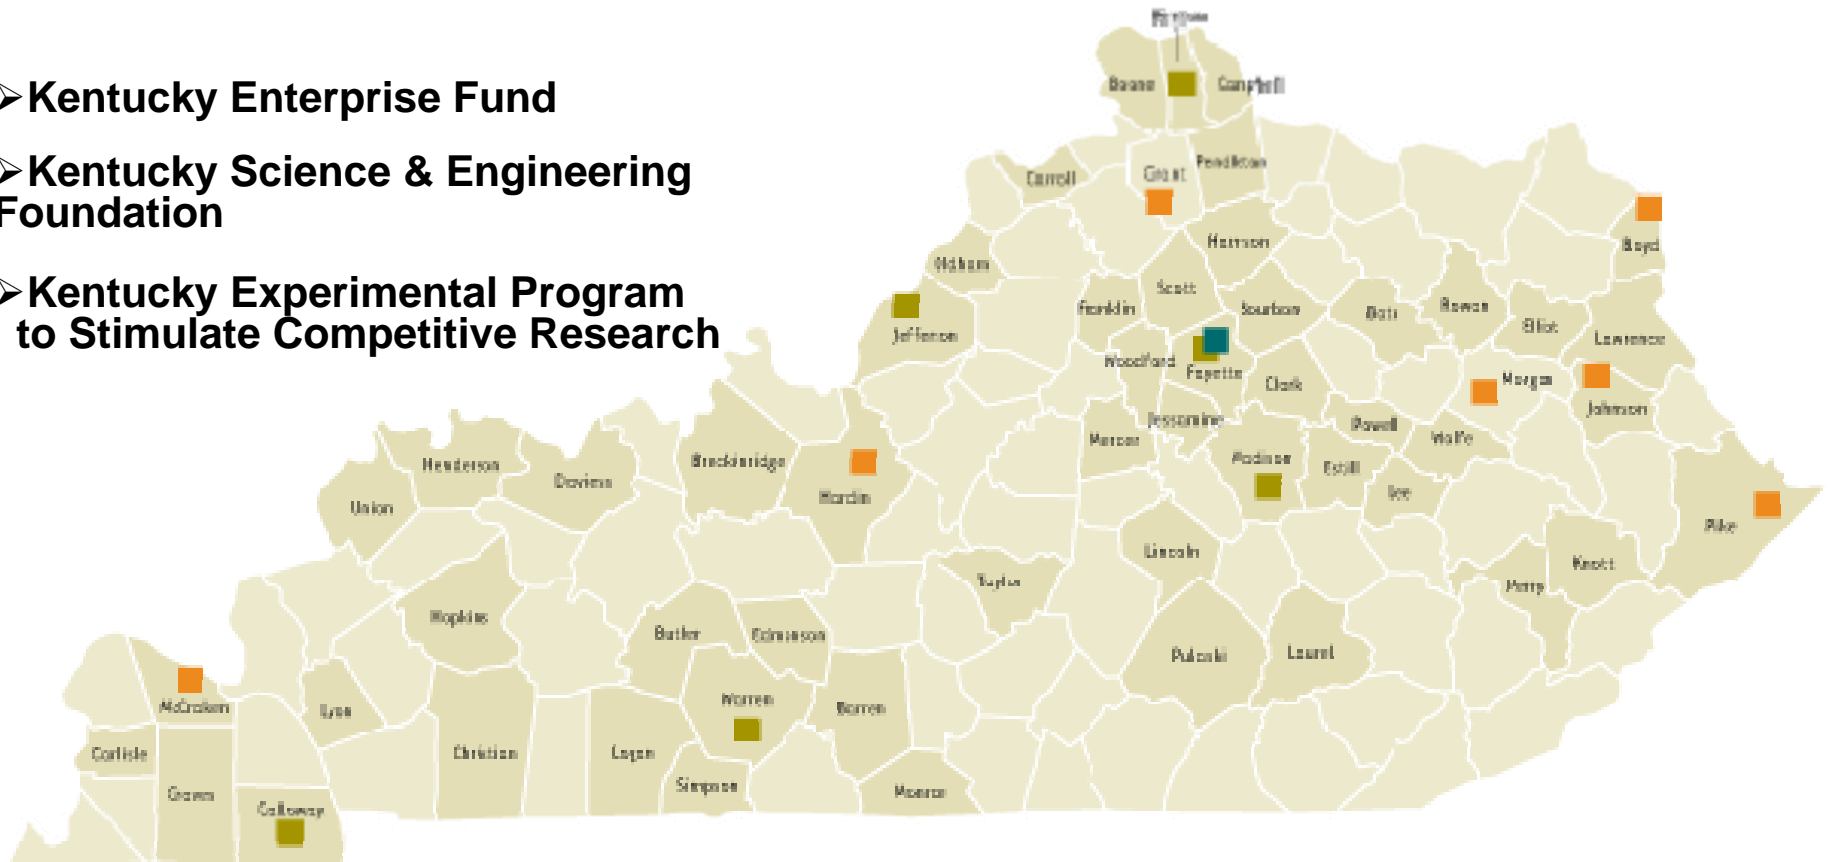 ➢Kentucky Enterprise Fund
➢Kentucky Science & Engineering
Foundation
➢Kentucky Experimental Program
to Stimulate Competitive Research
Boone
Campbell
Pendleton
Grant
Carroll
Harrison
Boyd
Oldham
Scott
Franklin
Bourbon
Bath
Rowan
Elliot
Jefferson
Lawrence
Woodford
Fayette
Clark
Morgan
Johnson
Jessamine
Powell
Mercer
Wolfe
Henderson
Breckinridge
Madison
Estill
Daviess
Lee
Hardin
Union
Pike
Lincoln
Knott
Taylor
Perry
Hopkins
Butler
Edmonson
Pulaski
Laurel
Warren
McCraken
Lyon
Barren
Carlisle
Christian
Logan
Simpson
Graves
Monroe
Calloway